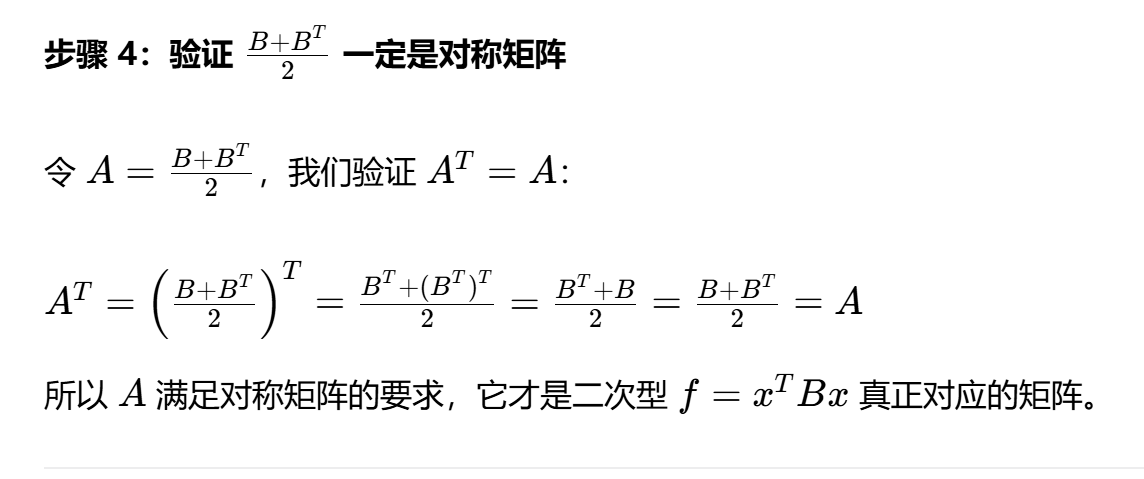 步骤 4：验证 $\frac{B+B^T}{2}$ 一定是对称矩阵
令 $A = \frac{B+B^T}{2}$，我们验证 $A^T = A$:
$A^T = \left(\frac{B+B^T}{2}\right)^T = \frac{B^T+(B^T)^T}{2} = \frac{B^T+B}{2} = \frac{B+B^T}{2} = A$
所以 $A$ 满足对称矩阵的要求，它才是二次型 $f = x^T Bx$ 真正对应的矩阵。